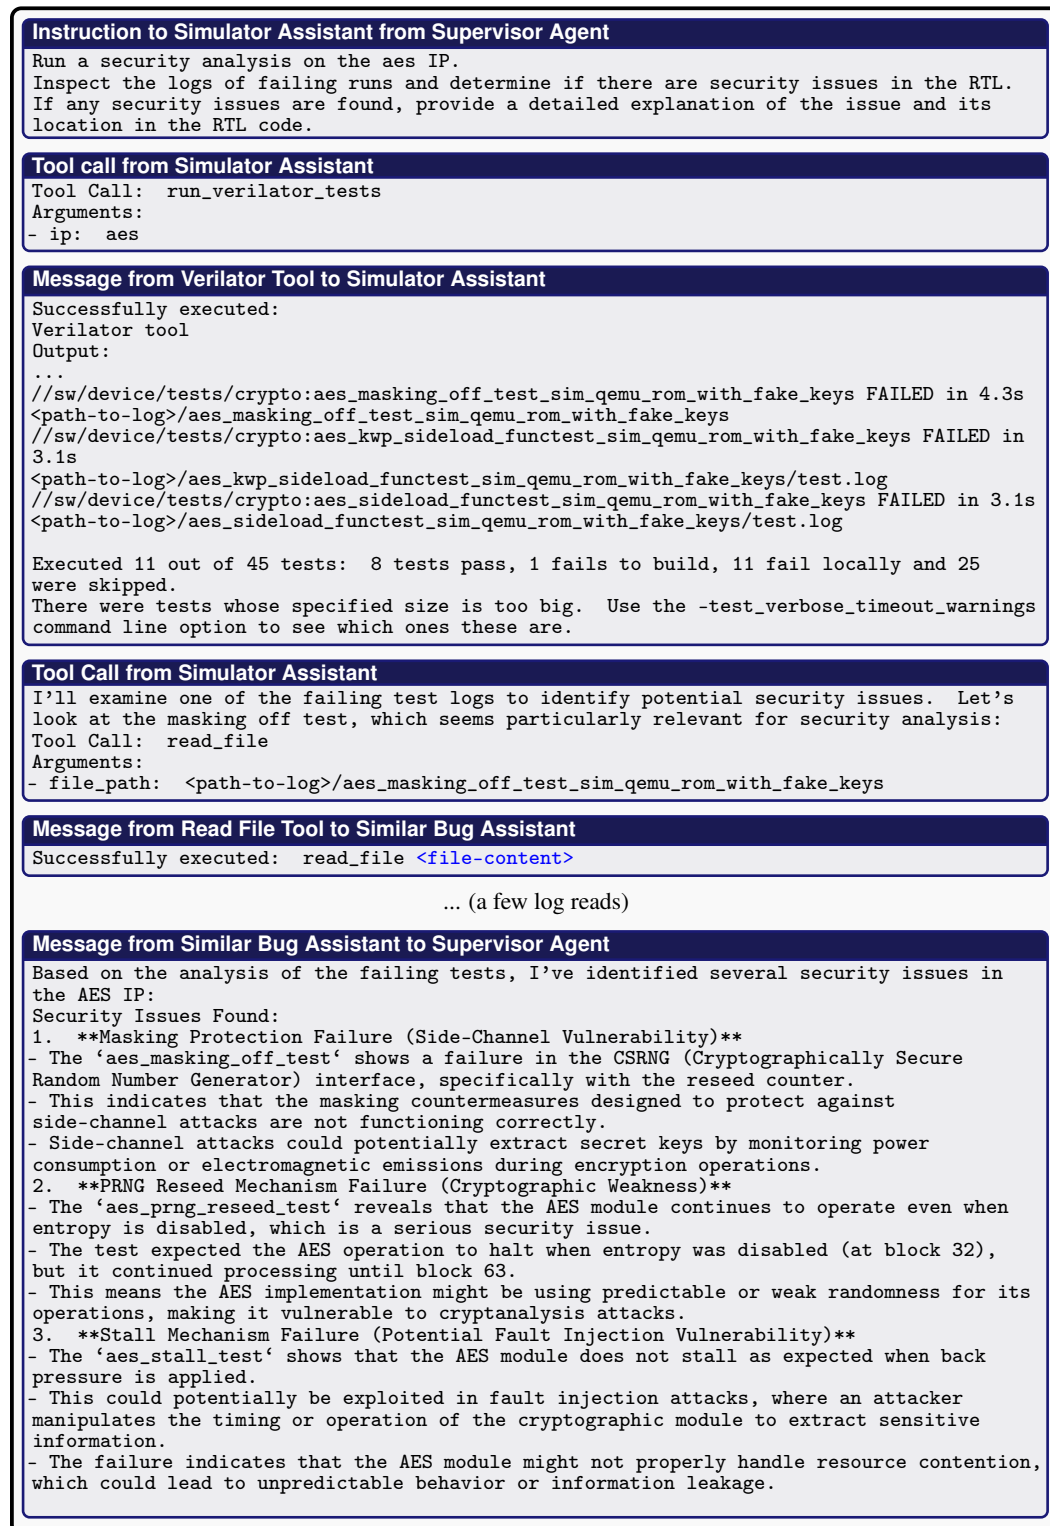 Instruction to Simulator Assistant from Supervisor Agent
Run a security analysis on the aes IP.
Inspect the logs of failing runs and determine if there are security issues in the RTL.
If any security issues are found, provide a detailed explanation of the issue and its
location in the RTL code.
Tool call from Simulator Assistant
Tool Call: run_verilator_tests
Arguments:
- ip: aes
Message from Verilator Tool to Simulator Assistant
Successfully executed:
Verilator tool
Output:
...
//sw/device/tests/crypto:aes_masking_off_test_sim_qemu_rom_with_fake_keys FAILED in 4.3s
<path-to-log>/aes_masking_off_test_sim_qemu_rom_with_fake_keys
//sw/device/tests/crypto:aes_kwp_sideload_functest_sim_qemu_rom_with_fake_keys FAILED in
3.1s
<path-to-log>/aes_kwp_sideload_functest_sim_qemu_rom_with_fake_keys/test.log
//sw/device/tests/crypto:aes_sideload_functest_sim_qemu_rom_with_fake_keys FAILED in 3.1s
<path-to-log>/aes_sideload_functest_sim_qemu_rom_with_fake_keys/test.log
Executed 11 out of 45 tests: 8 tests pass, 1 fails to build, 11 fail locally and 25
were skipped.
There were tests whose specified size is too big. Use the -test_verbose_timeout_warnings
command line option to see which ones these are.
Tool Call from Simulator Assistant
I'll examine one of the failing test logs to identify potential security issues. Let's
look at the masking off test, which seems particularly relevant for security analysis:
Tool Call: read_file
Arguments:
- file_path: <path-to-log>/aes_masking_off_test_sim_qemu_rom_with_fake_keys
Message from Read File Tool to Similar Bug Assistant
Successfully executed: read_file <file-content>
... (a few log reads)
Message from Similar Bug Assistant to Supervisor Agent
Based on the analysis of the failing tests, I've identified several security issues in
the AES IP:
Security Issues Found:
1. **Masking Protection Failure (Side-Channel Vulnerability)**
- The ‘aes_masking_off_test‘ shows a failure in the CSRNG (Cryptographically Secure
Random Number Generator) interface, specifically with the reseed counter.
- This indicates that the masking countermeasures designed to protect against
side-channel attacks are not functioning correctly.
- Side-channel attacks could potentially extract secret keys by monitoring power
consumption or electromagnetic emissions during encryption operations.
2. **PRNG Reseed Mechanism Failure (Cryptographic Weakness)**
- The ‘aes_prng_reseed_test‘ reveals that the AES module continues to operate even when
entropy is disabled, which is a serious security issue.
- The test expected the AES operation to halt when entropy was disabled (at block 32),
but it continued processing until block 63.
- This means the AES implementation might be using predictable or weak randomness for its
operations, making it vulnerable to cryptanalysis attacks.
3. **Stall Mechanism Failure (Potential Fault Injection Vulnerability)**
- The ‘aes_stall_test‘ shows that the AES module does not stall as expected when back
pressure is applied.
- This could potentially be exploited in fault injection attacks, where an attacker
manipulates the timing or operation of the cryptographic module to extract sensitive
information.
- The failure indicates that the AES module might not properly handle resource contention,
which could lead to unpredictable behavior or information leakage.